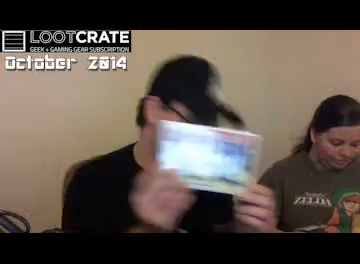 LOOTCRATE
GEEK + GAMING GEAR SUBSCRIPTION
October 2014
ZELDA